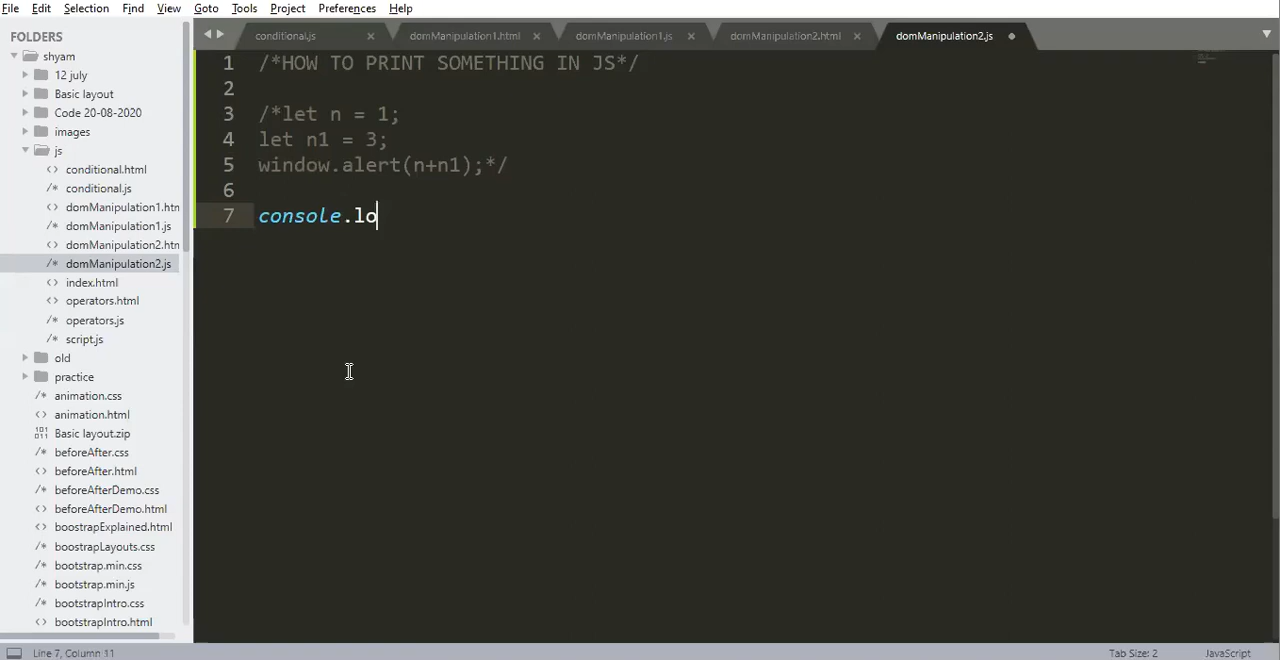 File Edit Selection Find View Goto Tools Project Preferences Help
FOLDERS
shyam
12 july
Basic layout
Code 20-08-2020
images
js
<> conditional.html
/* conditional.js
<> domManipulation1.htn
/* domManipulation1.js
<> domManipulation2.htn
/* domManipulation2.js
<> index.html
<> operators.html
/* operators.js
/* script.js
old
practice
/* animation.css
<> animation.html
Basic layout.zip
/* beforeAfter.css
<> beforeAfter.html
/* beforeAfterDemo.css
<> beforeAfterDemo.html
<> boostrapExplained.html
/* boostrapLayouts.css
/* bootstrap.min.css
/* bootstrap.min.js
/* bootstrapIntro.css
<> bootstrapIntro.html
conditional.js × domManipulation1.html × domManipulation1.js × domManipulation2.html × domManipulation2.js
1 /*HOW TO PRINT SOMETHING IN JS*/
2
3 /*let n = 1;
4 let n1 = 3;
5 window.alert(n+n1);*/
6
7 console.lo
Line 7, Column 11 Tab Size: 2 JavaScript